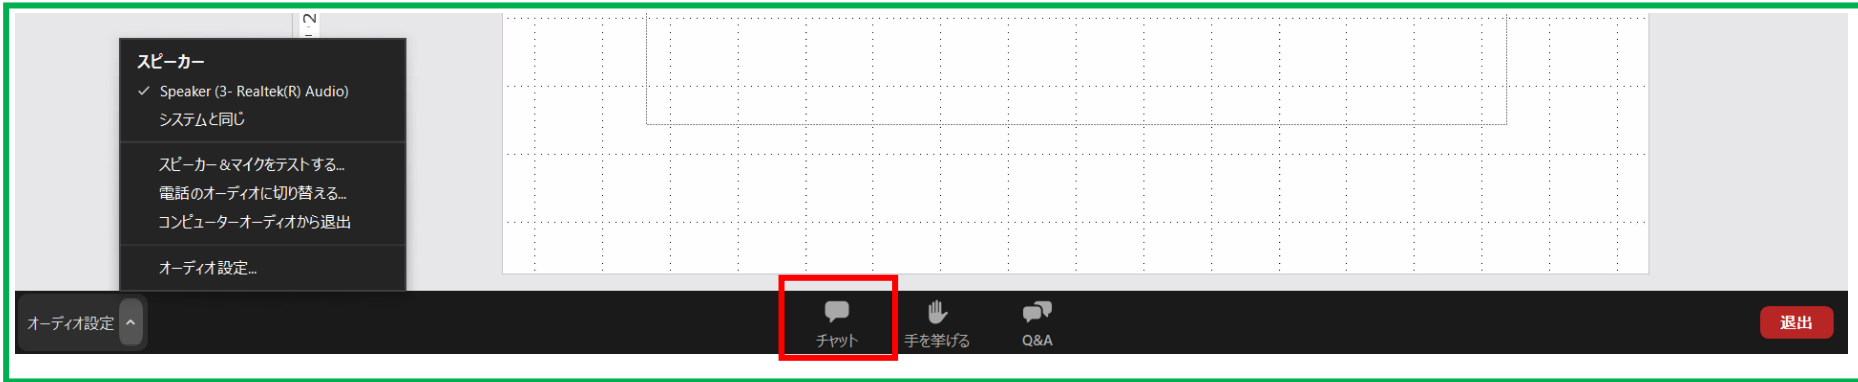 2
スピーカー
✓ Speaker (3- Realtek(R) Audio)
システムと同じ
スピーカー&マイクをテストする...
電話のオーディオに切り替える...
コンピューターオーディオから退出
オーディオ設定...
オーディオ設定
チャット
手を挙げる
Q&A
退出